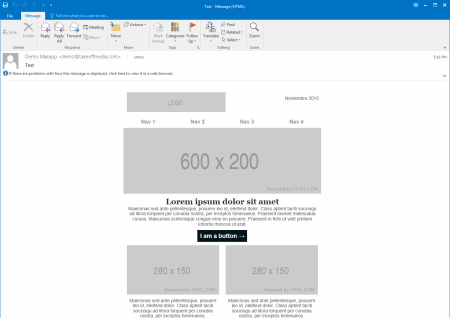 Test - Message (HTML)
File Message Tell me what you want to do...
Delete
Reply Reply All Forward Meeting More
Move Actions
Mark Unread Categories Follow Up
Translate Find Related Select
Zoom
Delete Respond Move Tags Editing Zoom
Demo Mailapp <demo@takeoffmedia.com>
Test
If there are problems with how this message is displayed, click here to view it in a web browser.
LOGO
Noviembre 2015
Nav 1 Nav 2 Nav 3 Nav 4
600 x 200
Powered by HTML.COM
Lorem ipsum dolor sit amet
Maecenas sed ante pellentesque, posuere leo id, eleifend dolor. Class aptent taciti sociosqu
ad litora torquent per conubia nostra, per inceptos himenaeos. Praesent laoreet malesuada
cursus. Maecenas scelerisque congue eros eu posuere. Praesent in felis ut velit pretium
lobortis rhoncus ut erat.
I am a button →
280 x 150 280 x 150
Powered by HTML.COM Powered by HTML.COM
Maecenas sed ante pellentesque, posuere Maecenas sed ante pellentesque, posuere
leo id, eleifend dolor. Class aptent taciti leo id, eleifend dolor. Class aptent taciti
sociosqu ad litora torquent per conubia sociosqu ad litora torquent per conubia
nostra, per inceptos himenaeos. nostra, per inceptos himenaeos.